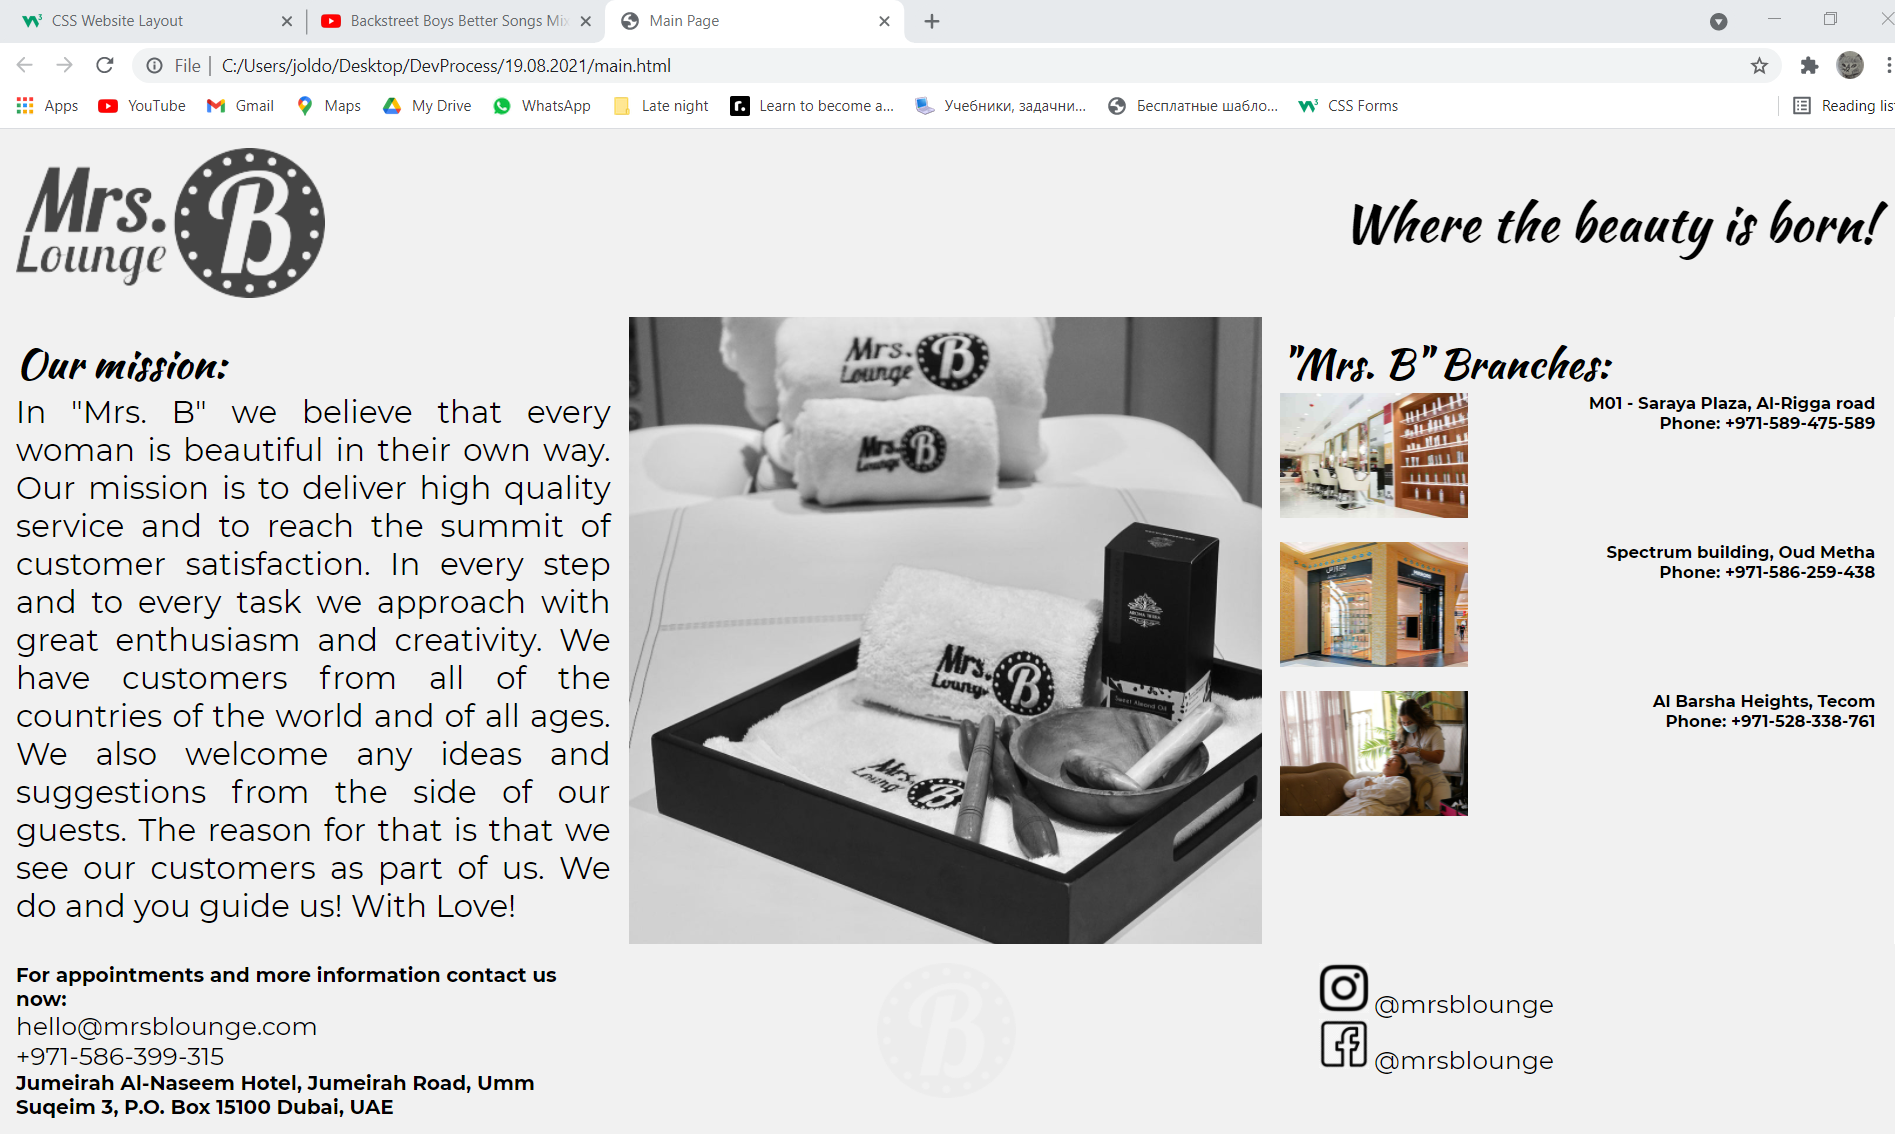 CSS Website Layout
Backstreet Boys Better Songs Mix
Main Page
File | C:/Users/joldo/Desktop/DevProcess/19.08.2021/main.html
Apps
YouTube
Gmail
Maps
My Drive
WhatsApp
Late night
Learn to become a...
Учебники, задачни...
Бесплатные шабло...
CSS Forms
Reading lis
Mrs.
Lounge
B
Where the beauty is born!
Our mission:
In "Mrs. B" we believe that every
woman is beautiful in their own way.
Our mission is to deliver high quality
service and to reach the summit of
customer satisfaction. In every step
and to every task we approach with
great enthusiasm and creativity. We
have customers from all of the
countries of the world and of all ages.
We also welcome any ideas and
suggestions from the side of our
guests. The reason for that is that we
see our customers as part of us. We
do and you guide us! With Love!
Mrs.
Lounge
B
Mrs.
Lounge
B
Mrs.
Lounge
B
AROMA TIERRA
Sweet Almond Oil
Mrs.
B
"Mrs. B" Branches:
M01 - Saraya Plaza, Al-Rigga road
Phone: +971-589-475-589
Spectrum building, Oud Metha
Phone: +971-586-259-438
Al Barsha Heights, Tecom
Phone: +971-528-338-761
For appointments and more information contact us
now:
hello@mrsblounge.com
+971-586-399-315
Jumeirah Al-Naseem Hotel, Jumeirah Road, Umm
Suqeim 3, P.O. Box 15100 Dubai, UAE
B
@mrsblounge
@mrsblounge